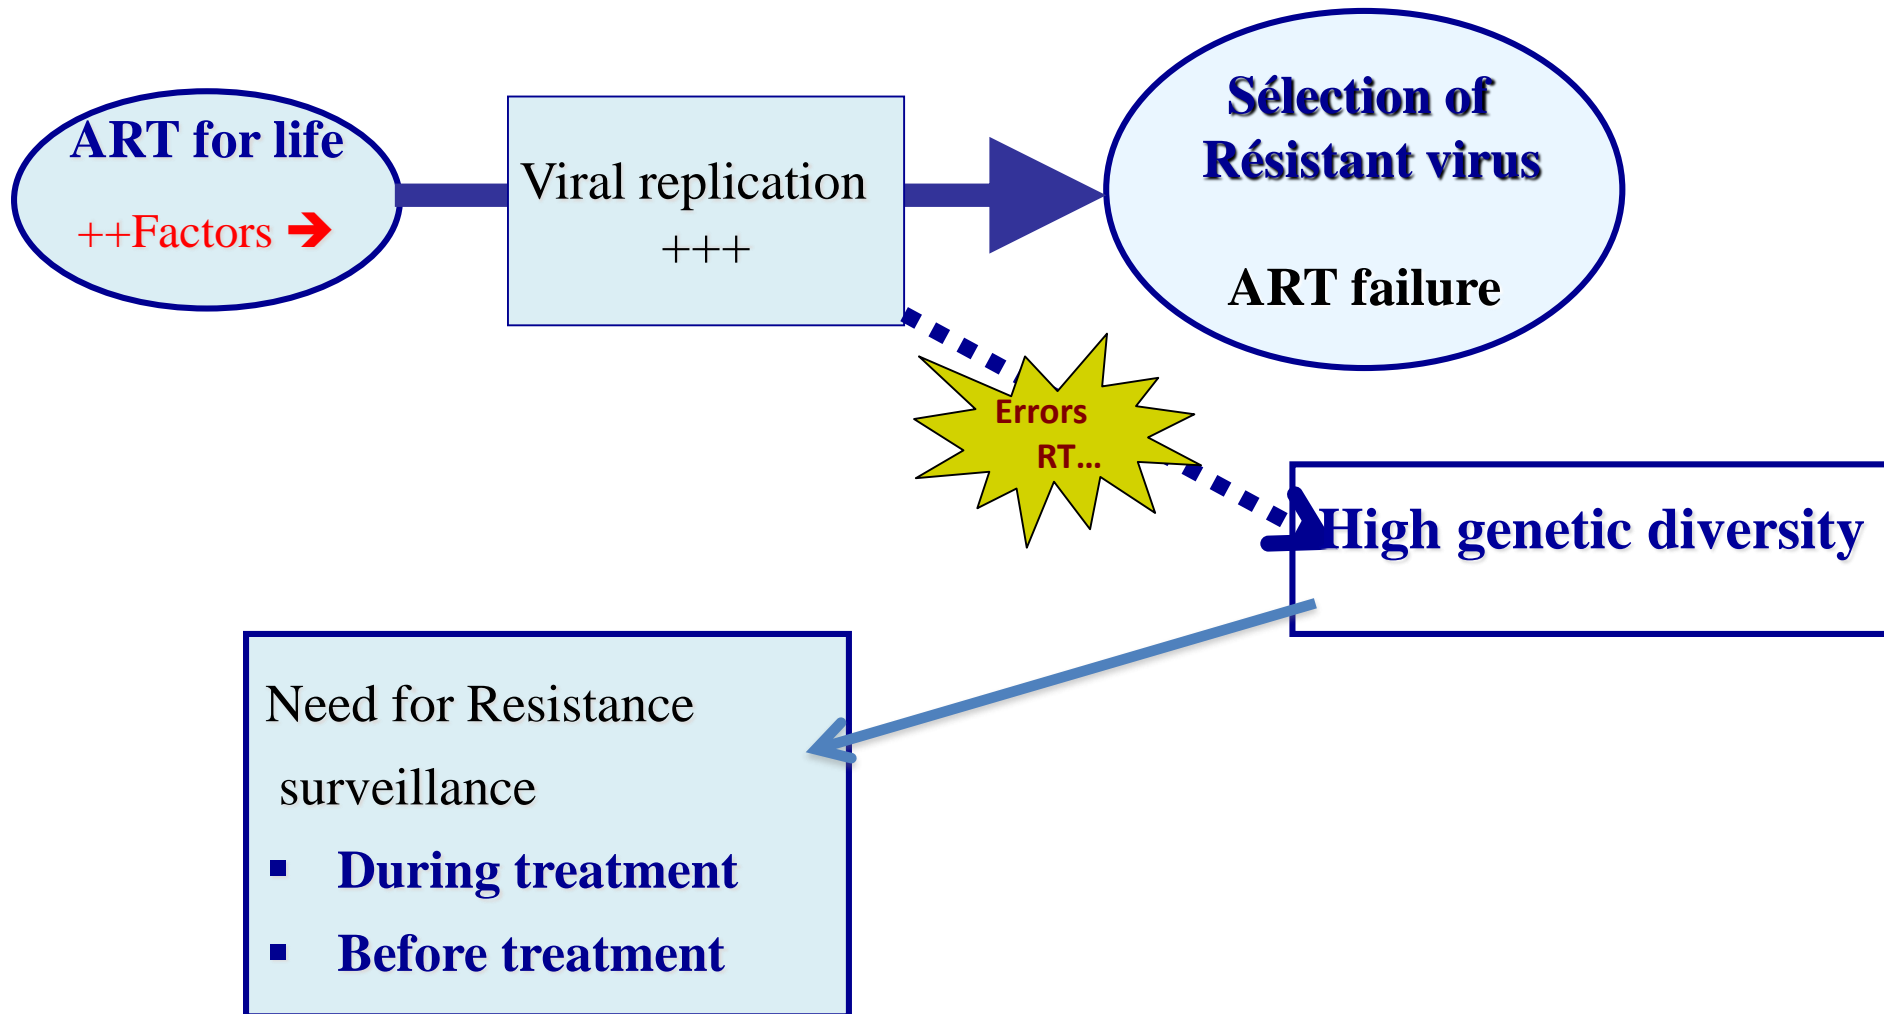 ART for life
++Factors ➔
Viral replication
+++
Sélection of
Résistant virus
ART failure
Errors
RT...
High genetic diversity
Need for Resistance
surveillance
▪ During treatment
▪ Before treatment